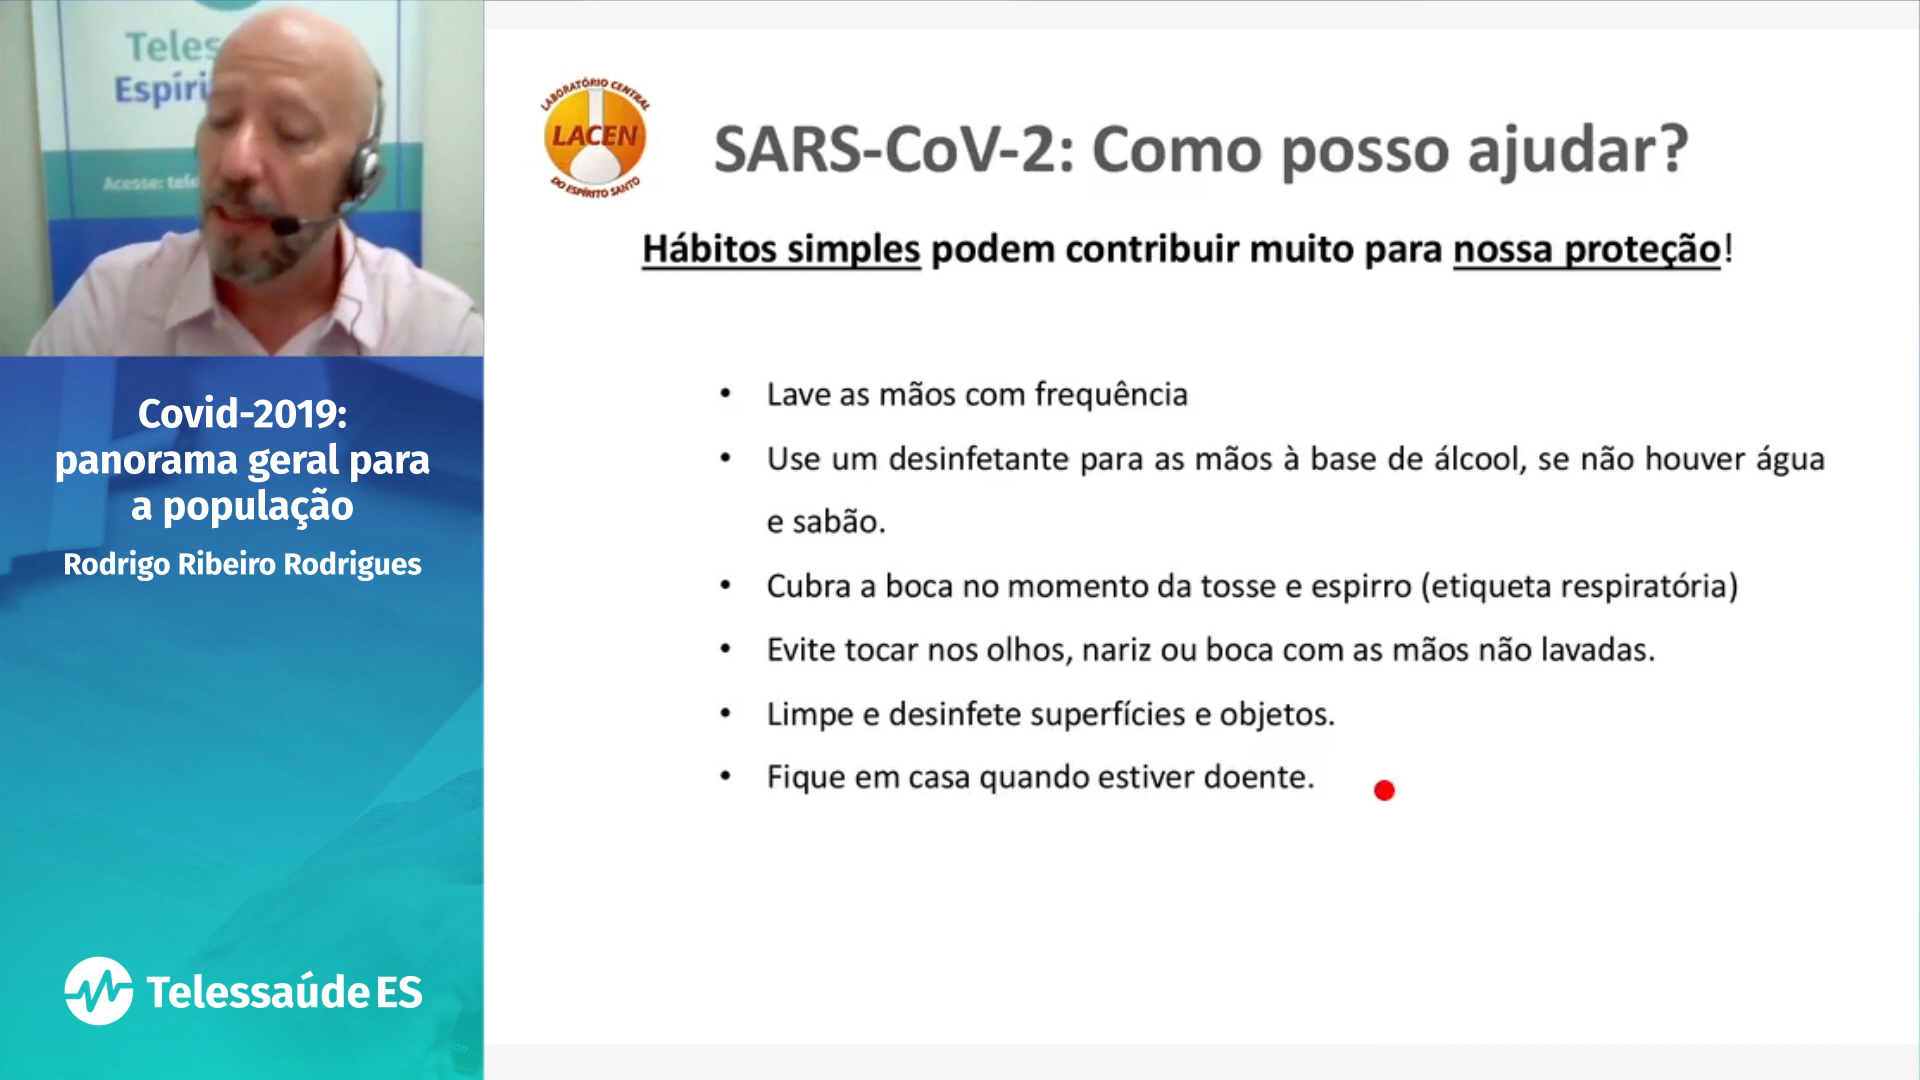 Teles
Espíri
Acesse: tele
Covid-2019:
panorama geral para
a população
Rodrigo Ribeiro Rodrigues
TelessaúdeES
LABORATÓRIO CENTRAL
LACEN
DO ESPÍRITO SANTO
SARS-CoV-2: Como posso ajudar?
Hábitos simples podem contribuir muito para nossa proteção!
• Lave as mãos com frequência
• Use um desinfetante para as mãos à base de álcool, se não houver água
e sabão.
• Cubra a boca no momento da tosse e espirro (etiqueta respiratória)
• Evite tocar nos olhos, nariz ou boca com as mãos não lavadas.
• Limpe e desinfete superfícies e objetos.
• Fique em casa quando estiver doente.